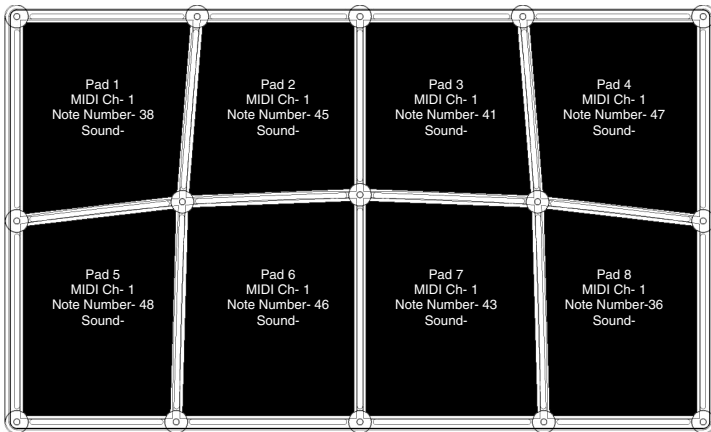 Pad 1
MIDI Ch- 1
Note Number- 38
Sound-
Pad 2
MIDI Ch- 1
Note Number- 45
Sound-
Pad 3
MIDI Ch- 1
Note Number- 41
Sound-
Pad 4
MIDI Ch- 1
Note Number- 47
Sound-
Pad 5
MIDI Ch- 1
Note Number- 48
Sound-
Pad 6
MIDI Ch- 1
Note Number- 46
Sound-
Pad 7
MIDI Ch- 1
Note Number- 43
Sound-
Pad 8
MIDI Ch- 1
Note Number-36
Sound-